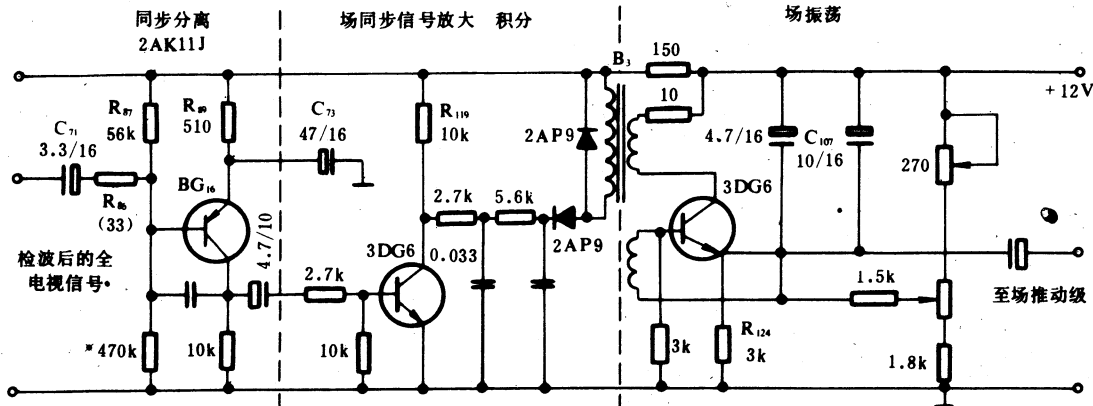 同步分离
2AK11J
场同步信号放大 积分
场振荡
B₃
150
10
+12V
R₈₇
56k
R₈₉
510
C₇₃
47/16
R₁₁₉
10k
2AP9
4.7/16
C₁₀₇
10/16
270
C₇₁
3.3/16
R₈₆
(33)
BG₁₆
4.7/10
2.7k
5.6k
2AP9
3DG6
检波后的全
电视信号
2.7k
3DG6
0.033
1.5k
至场推动级
*470k
10k
10k
3k
R₁₂₄
3k
1.8k